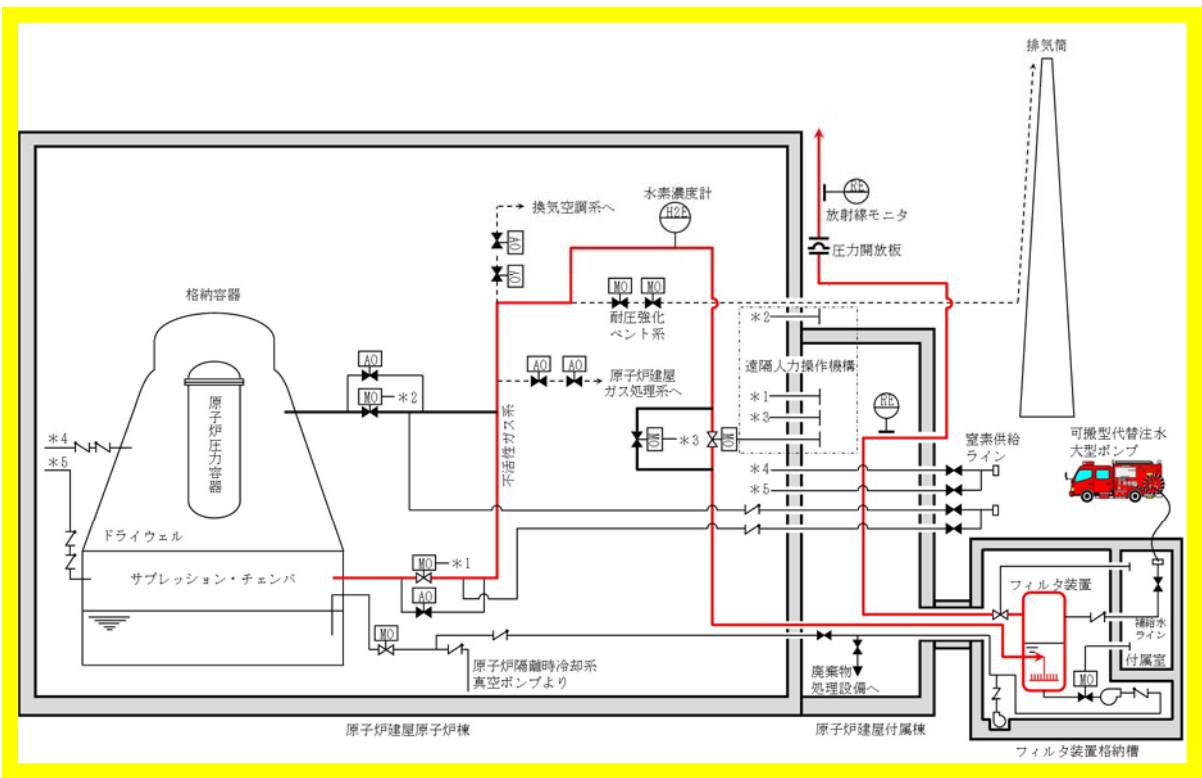 排気筒
水素濃度計
H2E
換気空調系へ
RE
放射線モニタ
AO
AO
圧力開放板
格納容器
MO
MO
耐圧強化
ベント系
*2
遠隔人力操作機構
AO
AO
AO
原子炉建屋
ガス処理系へ
MO
*2
*1
*3
RE
原子炉圧力容器
不活性ガス系
MO
*3
MO
窒素供給
ライン
可搬型代替注水
大型ポンプ
*4
*5
*4
*5
ドライウェル
サプレッション・チェンバ
MO
*1
AO
フィルタ装置
補給水
ライン
付属室
MO
MO
原子炉隔離時冷却系
真空ポンプより
廃棄物
処理設備へ
原子炉建屋原子炉棟
原子炉建屋付属棟
フィルタ装置格納槽